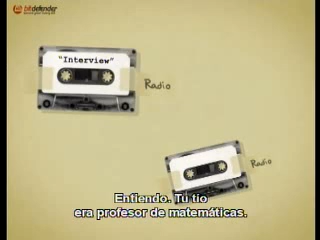 bitdefender
"Interview"
Radio
Radio
Entiendo. Tu tío
era profesor de matemáticas.